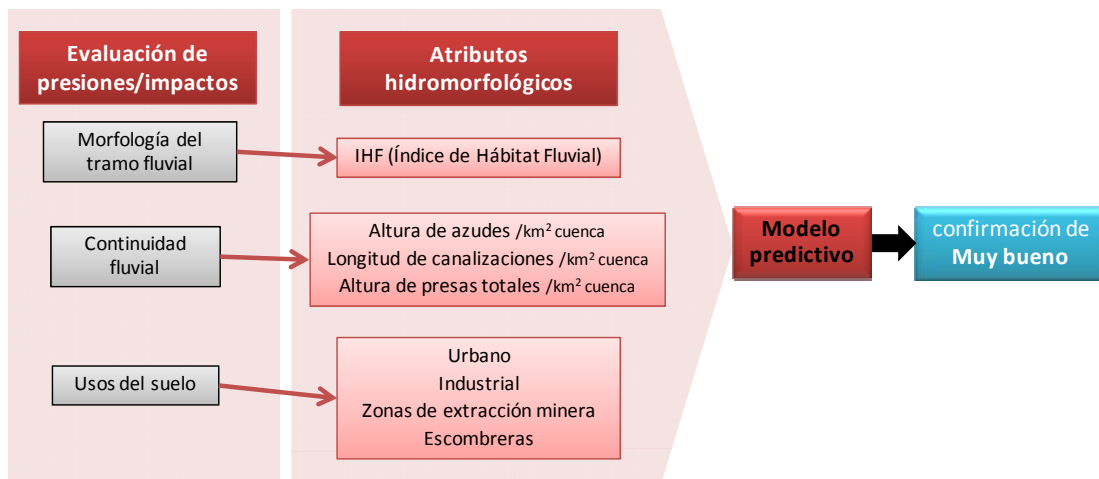 Evaluación de
presiones/impactos
Atributos
hidromorfológicos
Morfología del
tramo fluvial
IHF (Índice de Hábitat Fluvial)
Continuidad
fluvial
Altura de azudes /km² cuenca
Longitud de canalizaciones /km² cuenca
Altura de presas totales /km² cuenca
Usos del suelo
Urbano
Industrial
Zonas de extracción minera
Escombreras
Modelo
predictivo
confirmación de
Muy bueno